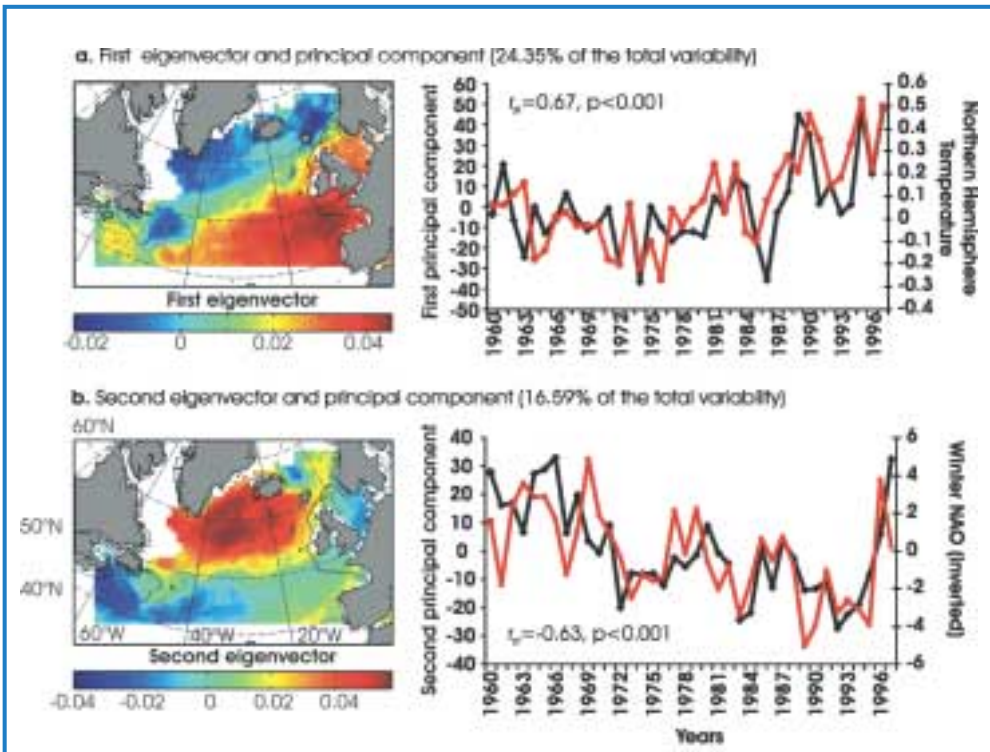 a. First eigenvector and principal component (24.35% of the total variability)
First eigenvector
-0.02 0 0.02 0.04
First principal component
60
50
40
30
20
10
0
-10
-20
-30
-40
-50
rp=0.67, p<0.001
0.6
0.5
0.4
0.3
0.2
0.1
0
-0.1
-0.2
-0.3
-0.4
Northern Hemisphere
Temperature
1960 1963 1966 1969 1972 1975 1978 1981 1984 1987 1990 1993 1996
b. Second eigenvector and principal component (16.59% of the total variability)
60°N
50°N
40°N
60°W 40°W 20°W
Second eigenvector
-0.04 -0.02 0 0.02 0.04
Second principal component
40
30
20
10
0
-10
-20
-30
-40
rp=-0.63, p<0.001
6
4
2
0
-2
-4
-6
Winter NAO (inverted)
1960 1963 1966 1969 1972 1975 1978 1981 1984 1987 1990 1993 1996
Years